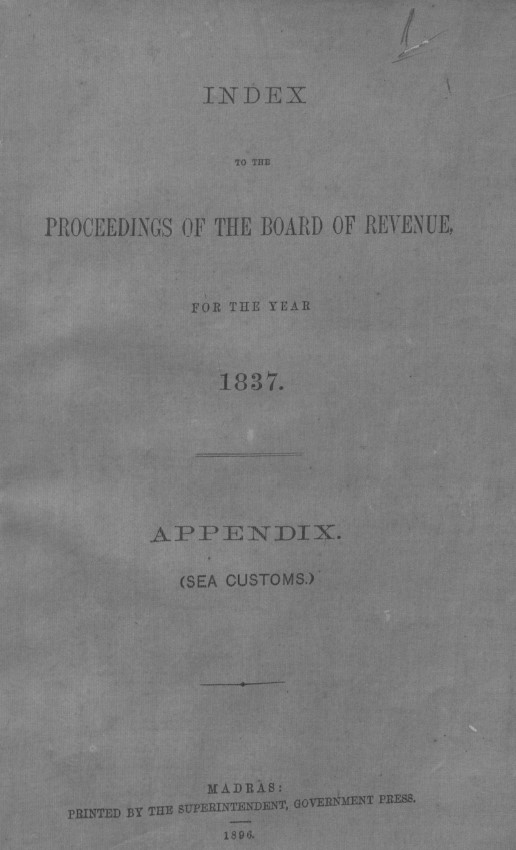 INDEX
TO THE
PROCEEDINGS OF THE BOARD OF REVENUE,
FOR THE YEAR
1837.
APPENDIX.
(SEA CUSTOMS.)
MADRAS:
PRINTED BY THE SUPERINTENDENT, GOVERNMENT PRESS.
1896.